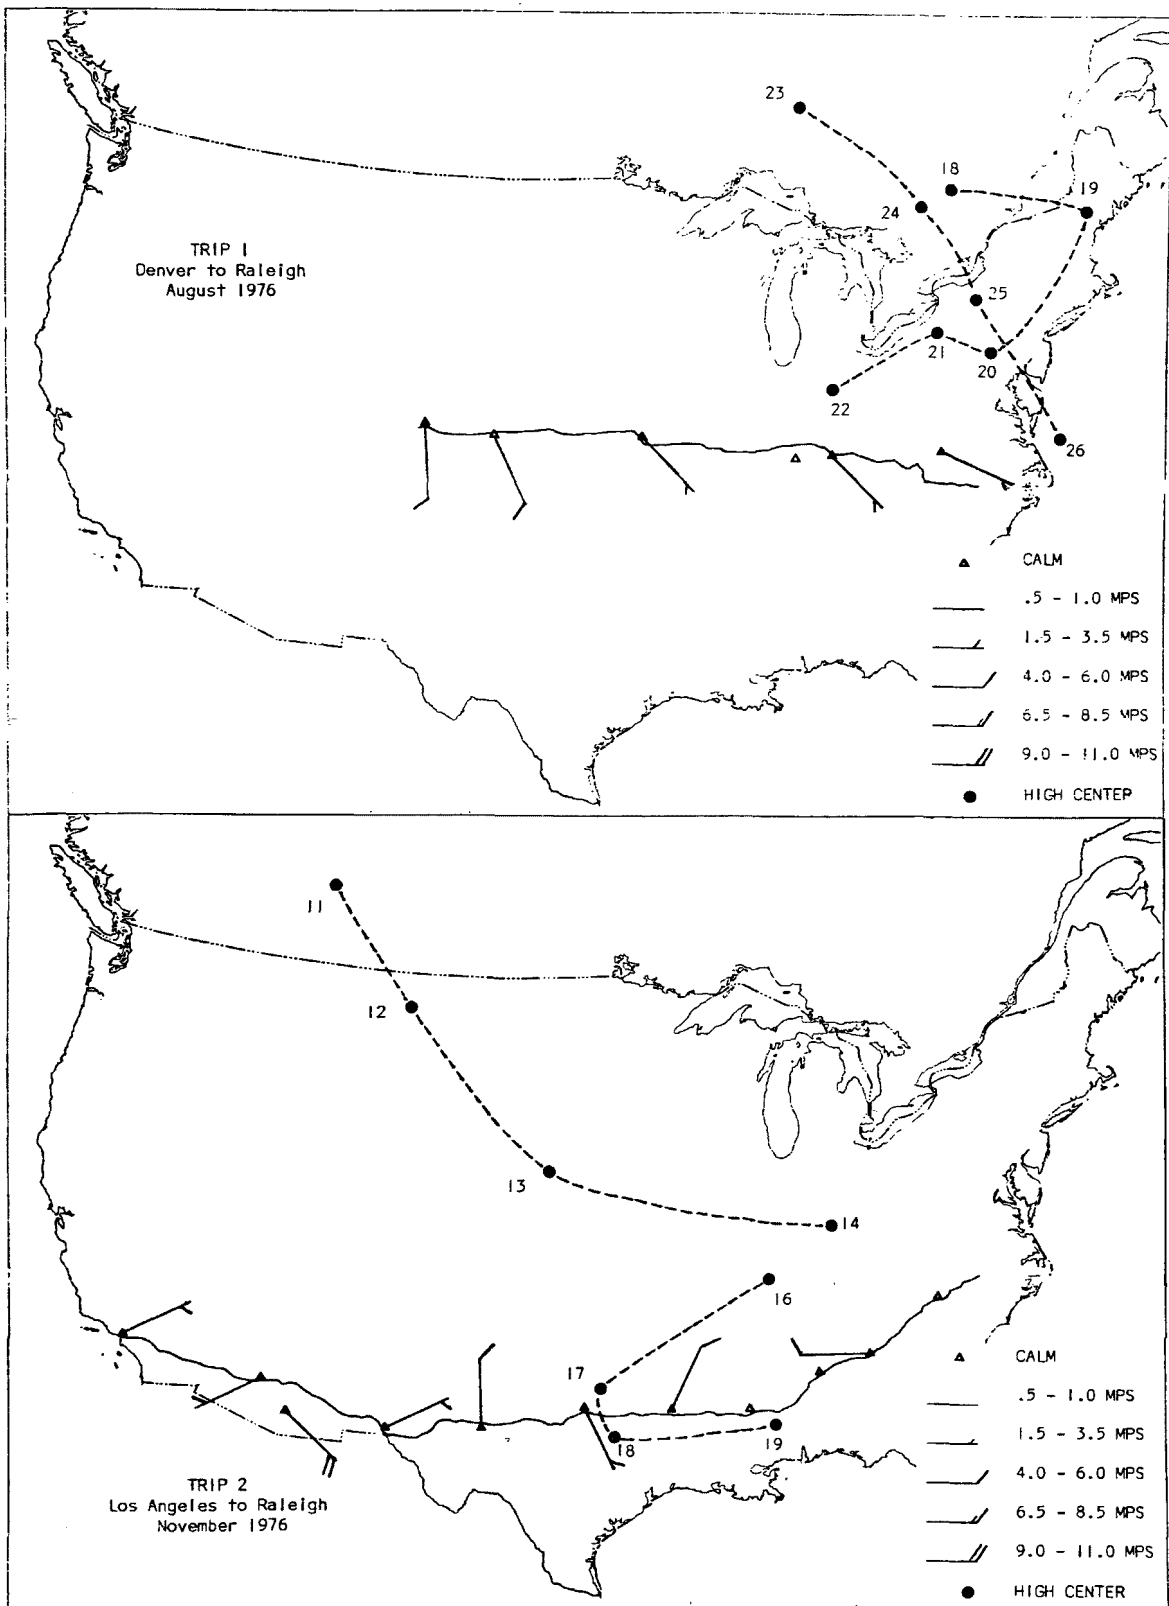 23
18
19
24
TRIP 1
Denver to Raleigh
August 1976
25
21
20
22
26
CALM
.5 - 1.0 MPS
1.5 - 3.5 MPS
4.0 - 6.0 MPS
6.5 - 8.5 MPS
9.0 - 11.0 MPS
HIGH CENTER
11
12
13
14
16
17
18
19
TRIP 2
Los Angeles to Raleigh
November 1976
CALM
.5 - 1.0 MPS
1.5 - 3.5 MPS
4.0 - 6.0 MPS
6.5 - 8.5 MPS
9.0 - 11.0 MPS
HIGH CENTER